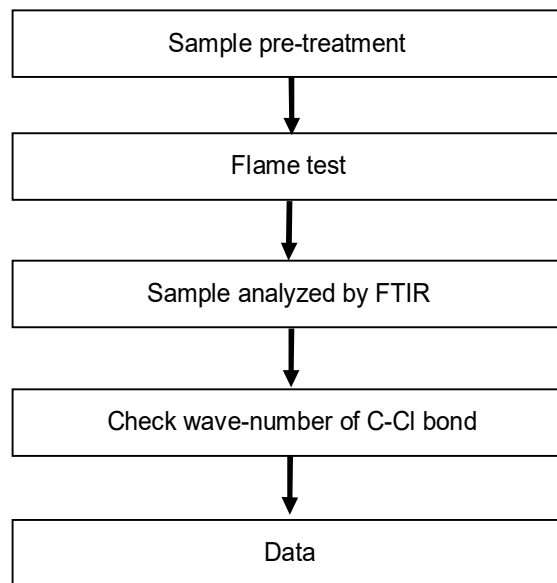 Sample pre-treatment
Flame test
Sample analyzed by FTIR
Check wave-number of C-Cl bond
Data